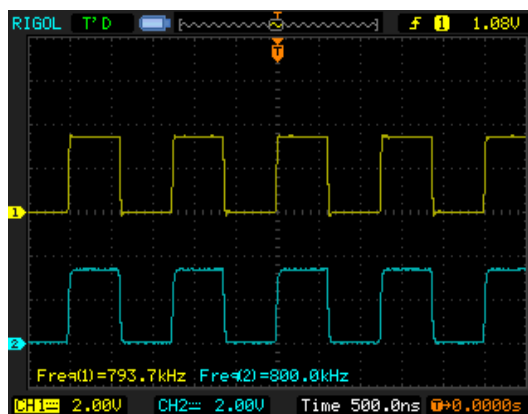 RIGOL T'D T 1 1.08V
T
1
2
Freq(1)=793.7kHz Freq(2)=800.0kHz
CH1 2.00V CH2 2.00V Time 500.0ns T→0.0000s